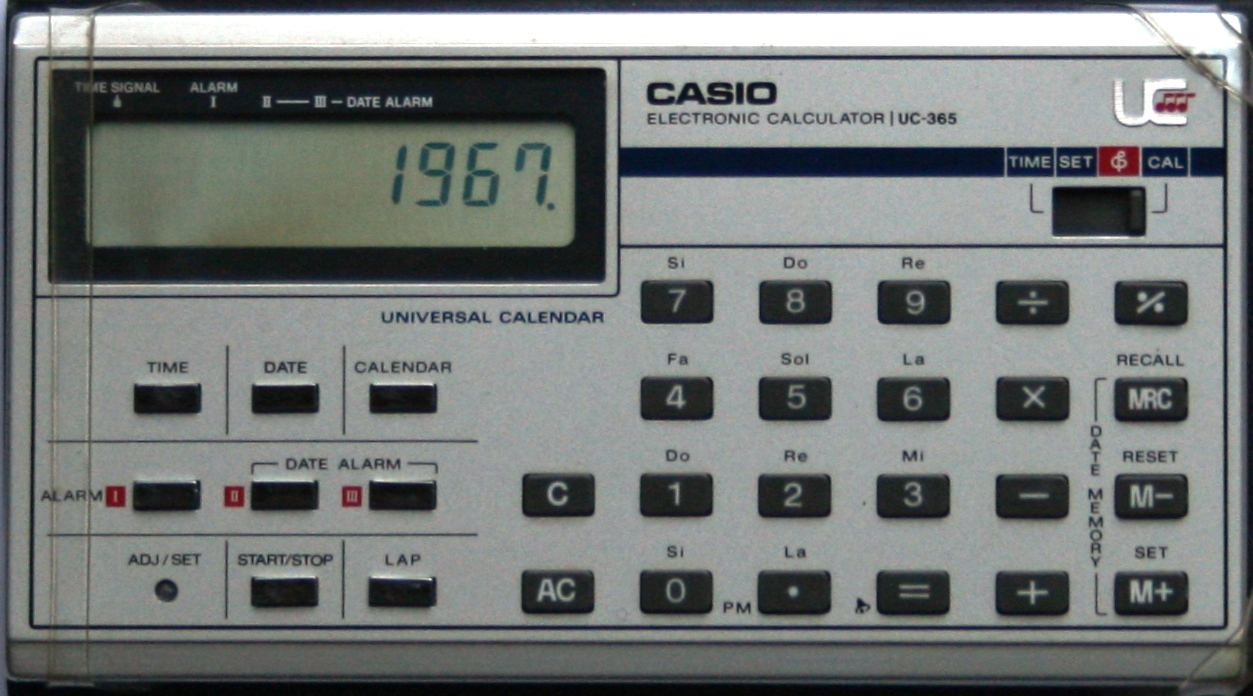 TIME SIGNAL ALARM
I II — III – DATE ALARM
1967.
CASIO
ELECTRONIC CALCULATOR | UC-365
UC
TIME SET CAL
UNIVERSAL CALENDAR
TIME DATE CALENDAR
DATE ALARM
ALARM I II III
ADJ/SET START/STOP LAP
C
AC
Si Do Re
7 8 9 ÷ %
Fa Sol La RECALL
4 5 6 × MRC
Do Re Mi RESET
1 2 3 − M−
Si La SET
0 PM • = + M+
DATE MEMORY